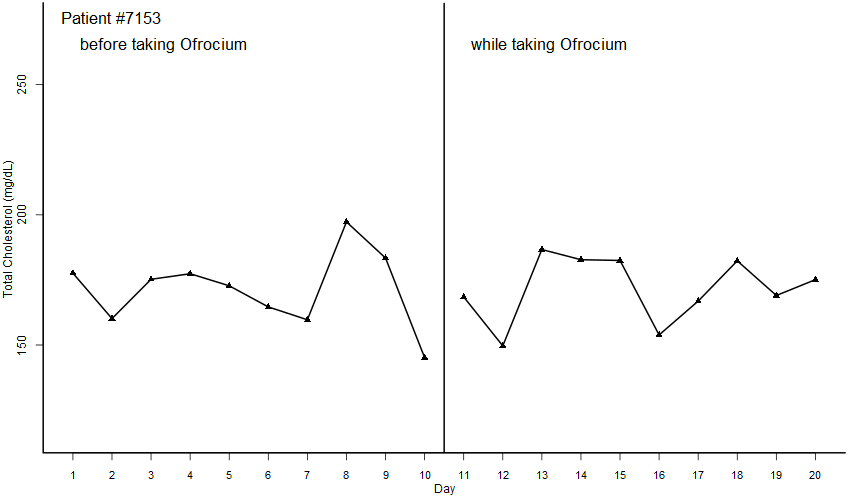 Patient #7153
before taking Ofrocium
while taking Ofrocium
Total Cholesterol (mg/dL)
250
200
150
1 2 3 4 5 6 7 8 9 10 11 12 13 14 15 16 17 18 19 20
Day